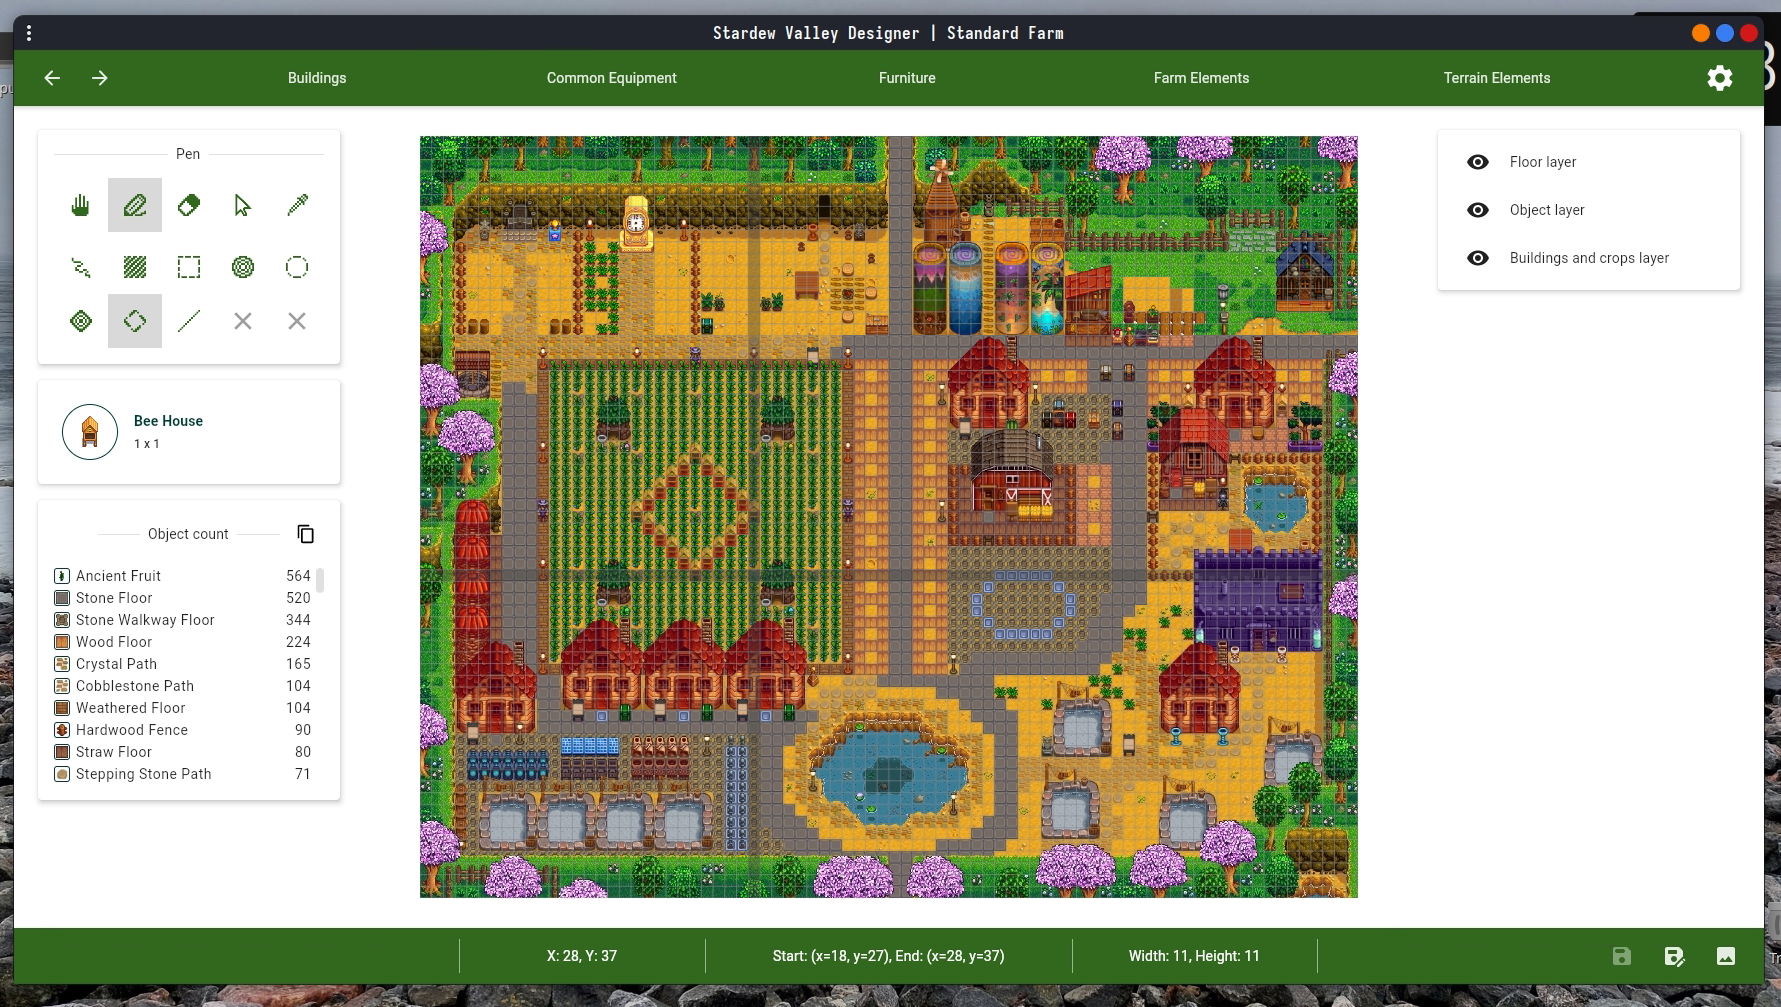 Stardew Valley Designer | Standard Farm
Buildings
Common Equipment
Furniture
Farm Elements
Terrain Elements
Pen
Bee House
1 x 1
Object count
Ancient Fruit 564
Stone Floor 520
Stone Walkway Floor 344
Wood Floor 224
Crystal Path 165
Cobblestone Path 104
Weathered Floor 104
Hardwood Fence 90
Straw Floor 80
Stepping Stone Path 71
Floor layer
Object layer
Buildings and crops layer
X: 28, Y: 37
Start: (x=18, y=27), End: (x=28, y=37)
Width: 11, Height: 11